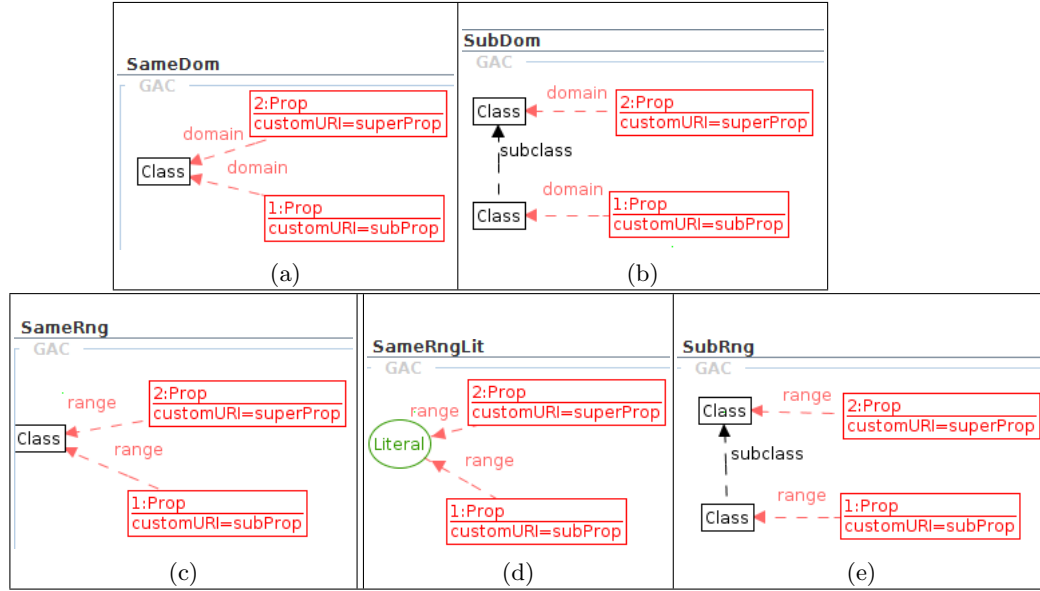 SameDom
GAC
2:Prop
customURI=superProp
domain
Class
domain
1:Prop
customURI=subProp
(a)
SubDom
GAC
Class
domain
2:Prop
customURI=superProp
subclass
Class
domain
1:Prop
customURI=subProp
(b)
SameRng
GAC
range
2:Prop
customURI=superProp
Class
range
1:Prop
customURI=subProp
(c)
SameRngLit
GAC
range
2:Prop
customURI=superProp
Literal
range
1:Prop
customURI=subProp
(d)
SubRng
GAC
Class
range
2:Prop
customURI=superProp
subclass
Class
range
1:Prop
customURI=subProp
(e)